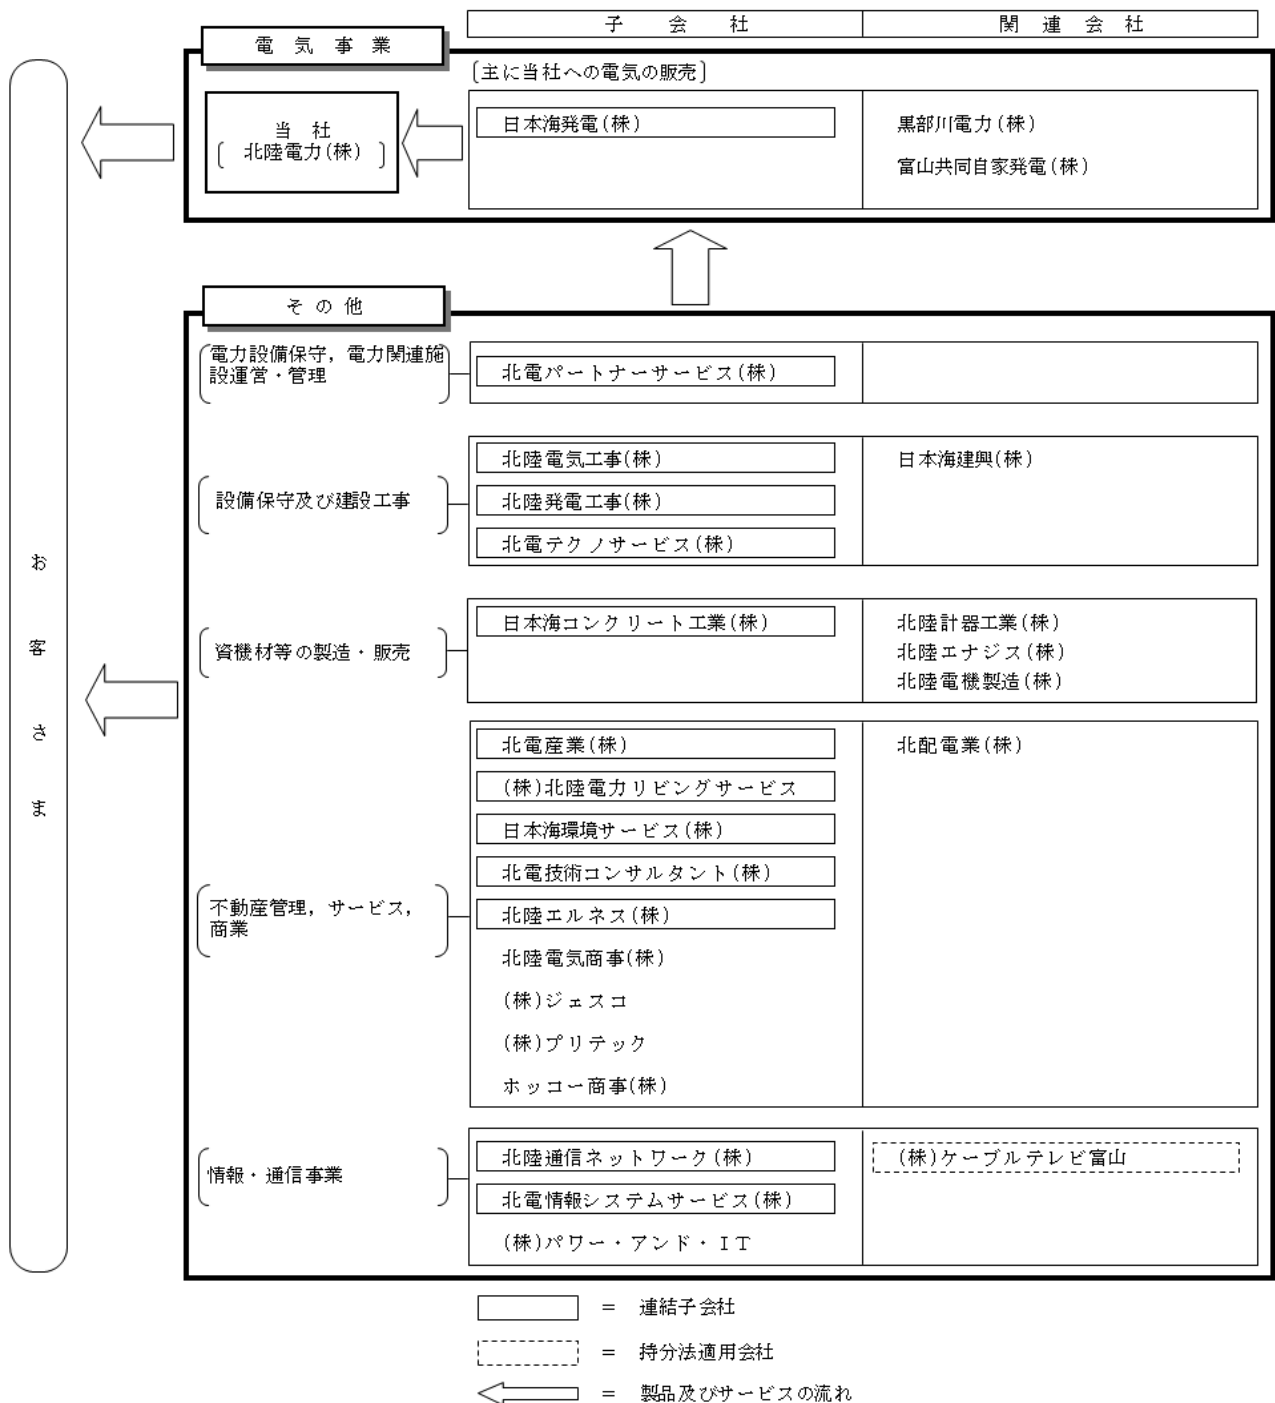 子　会　社
関　連　会　社
電　気　事　業
〔主に当社への電気の販売〕
当　社
〔 北陸電力(株) 〕
日本海発電(株)
黒部川電力(株)
富山共同自家発電(株)
その他
電力設備保守，電力関連施
設運営・管理
北電パートナーサービス(株)
設備保守及び建設工事
北陸電気工事(株)
日本海建興(株)
北陸発電工事(株)
北電テクノサービス(株)
資機材等の製造・販売
日本海コンクリート工業(株)
北陸計器工業(株)
北陸エナジス(株)
北陸電機製造(株)
不動産管理，サービス，
商業
北電産業(株)
北配電業(株)
(株)北陸電力リビングサービス
日本海環境サービス(株)
北電技術コンサルタント(株)
北陸エルネス(株)
北陸電気商事(株)
(株)ジェスコ
(株)プリテック
ホッコー商事(株)
情報・通信事業
北陸通信ネットワーク(株)
(株)ケーブルテレビ富山
北電情報システムサービス(株)
(株)パワー・アンド・ＩＴ
お客さま
＝　連結子会社
＝　持分法適用会社
＝　製品及びサービスの流れ